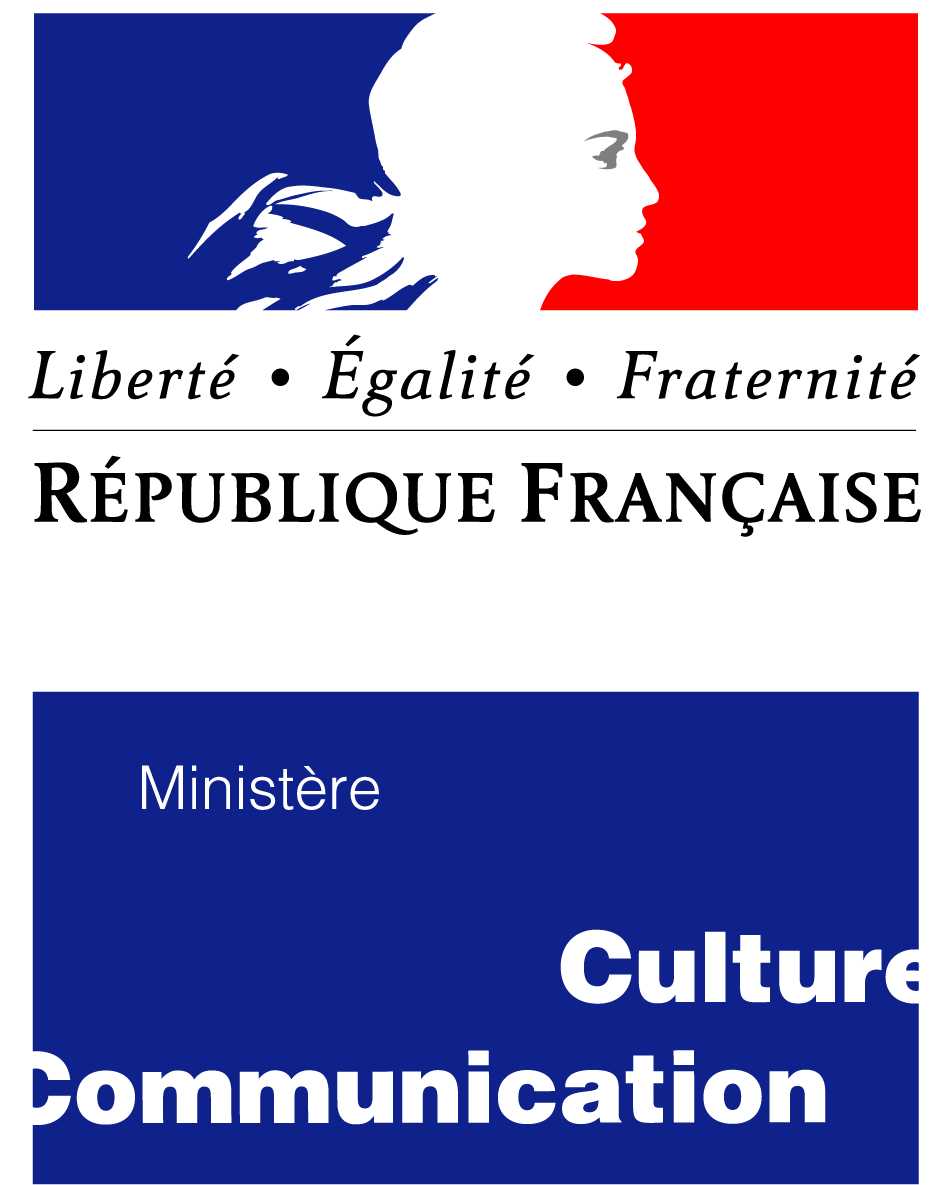 Liberté • Égalité • Fraternité
RÉPUBLIQUE FRANÇAISE
Ministère
Culture
Communication